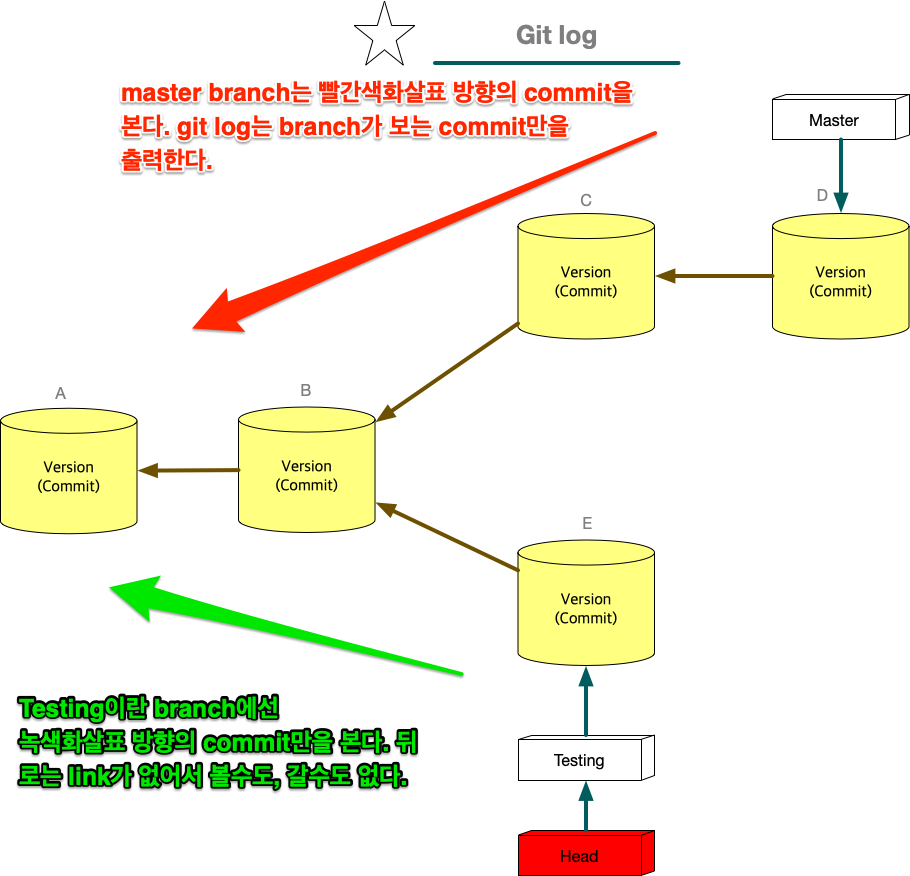 Git log
master branch는 빨간색화살표 방향의 commit을
본다. git log는 branch가 보는 commit만을
출력한다.
Master
C
D
Version
(Commit)
Version
(Commit)
A
B
Version
(Commit)
Version
(Commit)
E
Version
(Commit)
Testing이란 branch에선
녹색화살표 방향의 commit만을 본다. 뒤
로는 link가 없어서 볼수도, 갈수도 없다.
Testing
Head